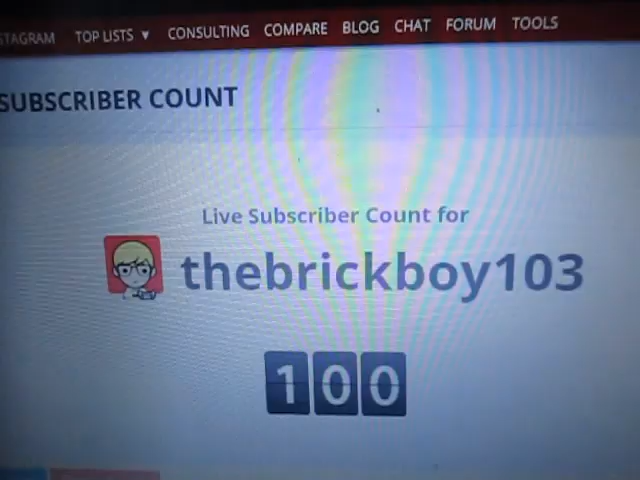 STAGRAM TOP LISTS ▼ CONSULTING COMPARE BLOG CHAT FORUM TOOLS
SUBSCRIBER COUNT
Live Subscriber Count for
thebrickboy103
100